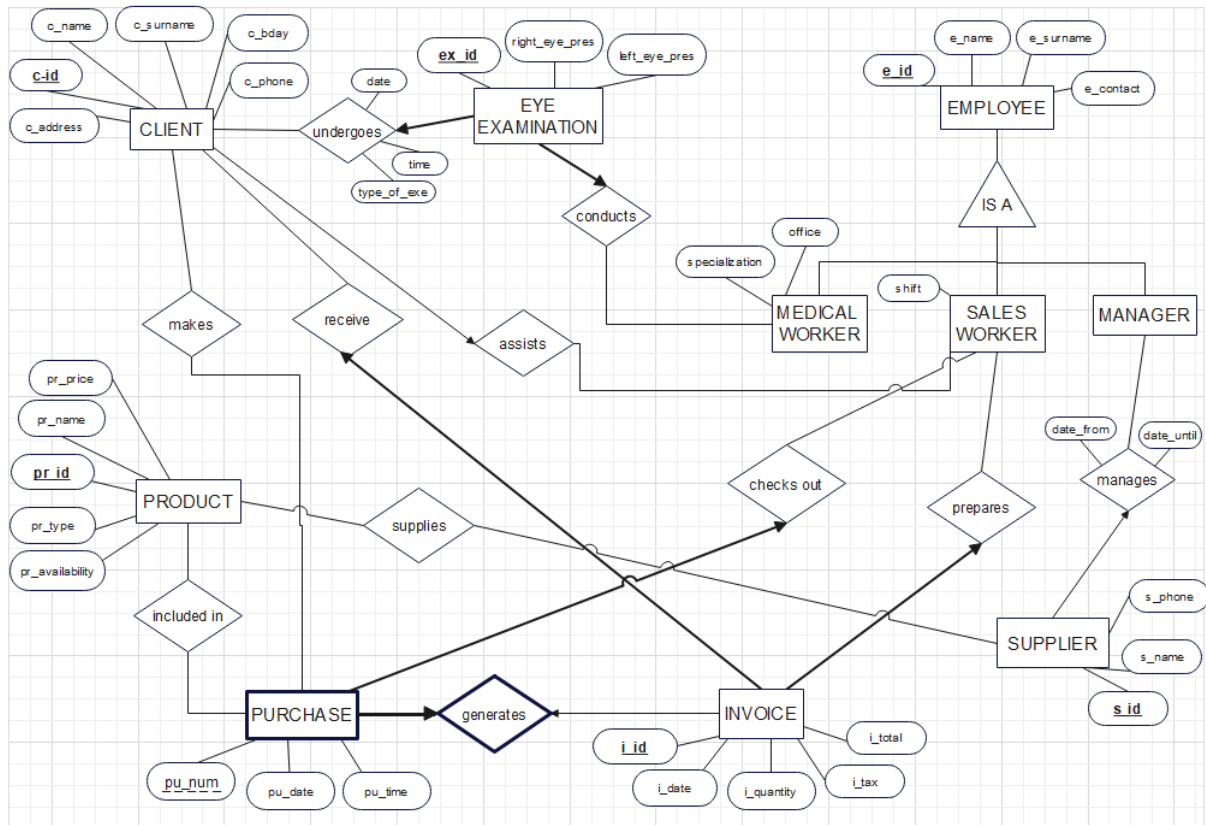 c_name
c_surname
c_bday
c-id
c_phone
c_address
CLIENT
date
undergoes
time
type_of_exe
ex_id
right_eye_pres
left_eye_pres
EYE
EXAMINATION
conducts
e_name
e_surname
e_id
e_contact
EMPLOYEE
IS A
office
specialization
MEDICAL
WORKER
shift
SALES
WORKER
MANAGER
makes
receive
assists
pr_price
pr_name
pr_id
pr_type
pr_availability
PRODUCT
supplies
checks out
prepares
date_from
date_until
manages
included in
s_phone
s_name
s_id
SUPPLIER
PURCHASE
generates
INVOICE
pu_num
pu_date
pu_time
i_id
i_date
i_quantity
i_tax
i_total